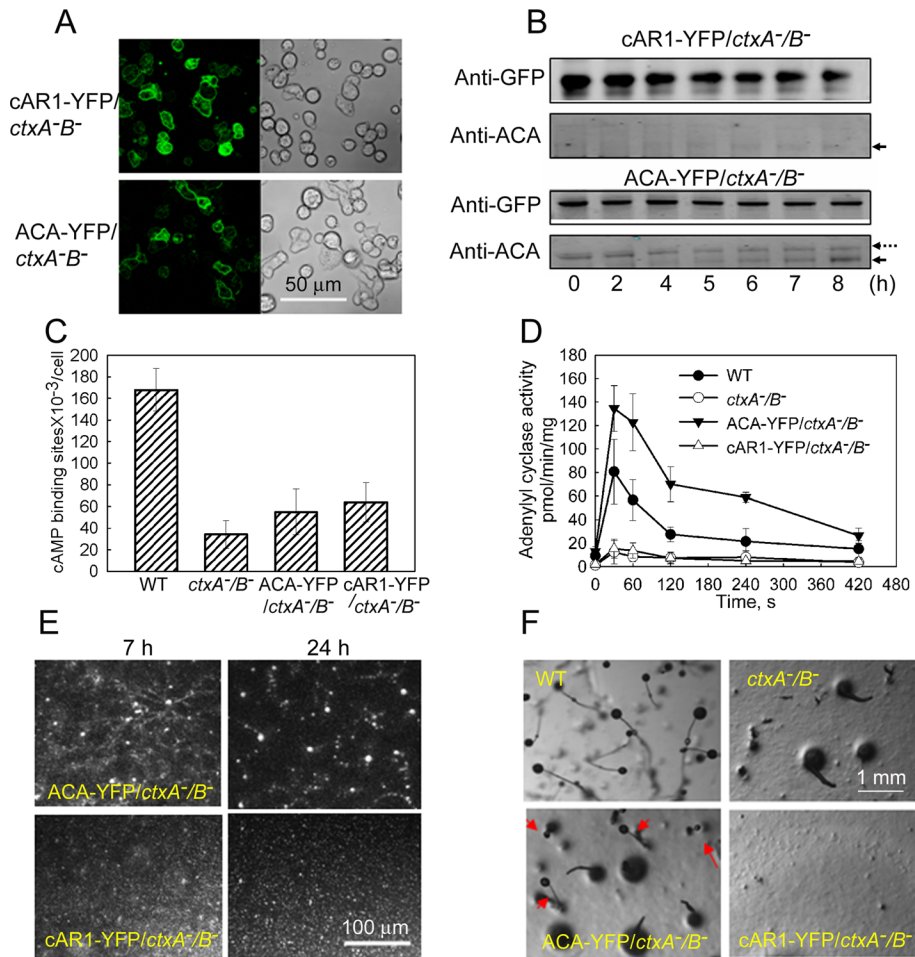 A
cAR1-YFP/
ctxA-B-
ACA-YFP/
ctxA-/B-
50 μm
B
cAR1-YFP/ctxA-/B-
Anti-GFP
Anti-ACA
ACA-YFP/ctxA-/B-
Anti-GFP
Anti-ACA
0 2 4 5 6 7 8 (h)
C
cAMP binding sitesX10-3/cell
200
180
160
140
120
100
80
60
40
20
0
WT ctxA-/B- ACA-YFP cAR1-YFP
/ctxA-/B- /ctxA-/B-
D
Adenylyl cyclase activity
pmol/min/mg
180
160
140
120
100
80
60
40
20
0
WT
ctxA-/B-
ACA-YFP/ctxA-/B-
cAR1-YFP/ctxA-/B-
0 60 120 180 240 300 360 420 480
Time, s
E
7 h 24 h
ACA-YFP/ctxA-/B-
cAR1-YFP/ctxA-/B-
100 μm
F
WT
ctxA-/B-
1 mm
ACA-YFP/ctxA-/B-
cAR1-YFP/ctxA-/B-